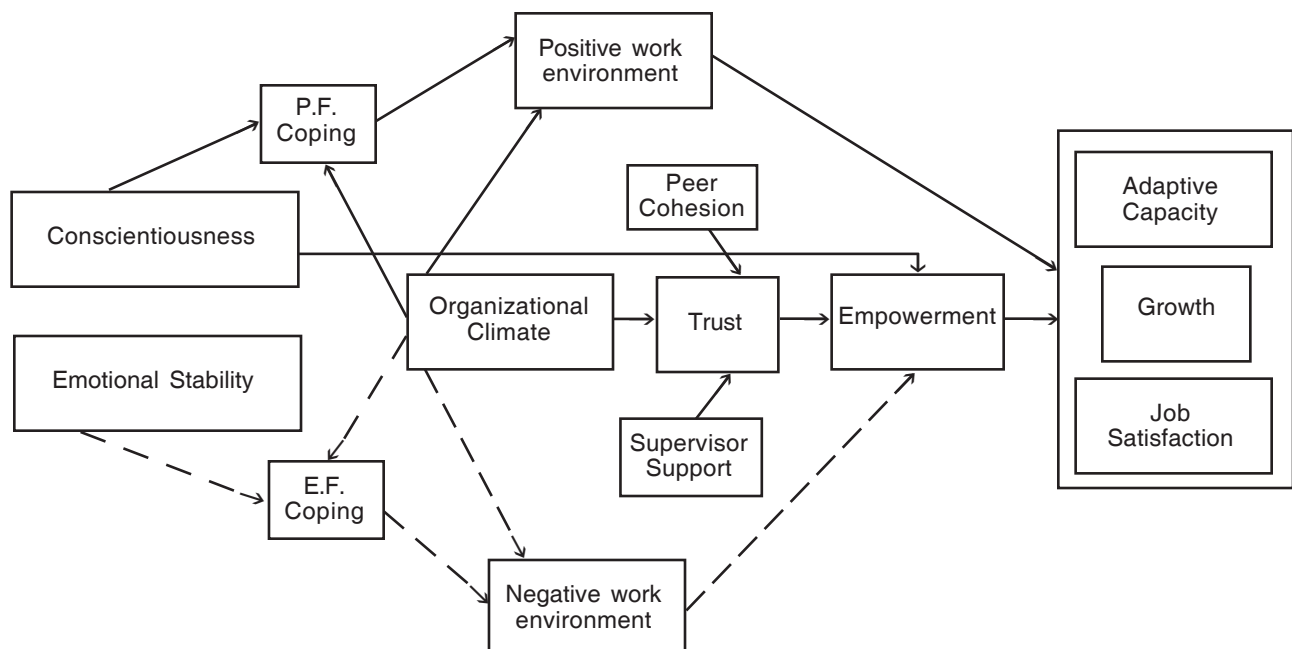 Positive work
environment
P.F.
Coping
Peer
Cohesion
Adaptive
Capacity
Conscientiousness
Organizational
Climate
Trust
Empowerment
Growth
Emotional Stability
Supervisor
Support
Job
Satisfaction
E.F.
Coping
Negative work
environment